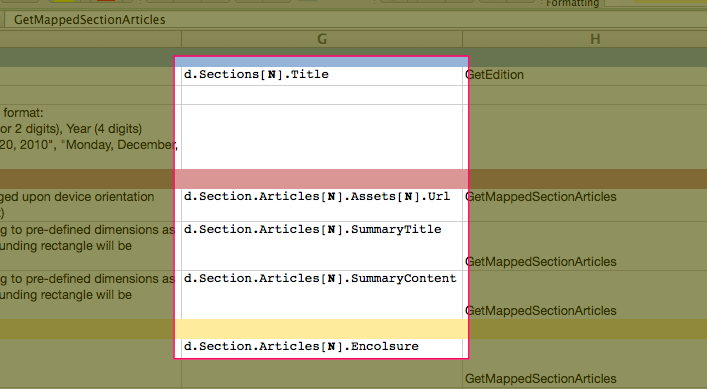 Formatting
GetMappedSectionArticles
G H
d.Sections[N].Title GetEdition
format:
or 2 digits), Year (4 digits)
20, 2010", "Monday, December,
ged upon device orientation d.Section.Articles[N].Assets[N].Url GetMappedSectionArticles
t)
g to pre-defined dimensions as d.Section.Articles[N].SummaryTitle
unding rectangle will be
GetMappedSectionArticles
g to pre-defined dimensions as d.Section.Articles[N].SummaryContent
unding rectangle will be
GetMappedSectionArticles
d.Section.Articles[N].Encolsure
GetMappedSectionArticles